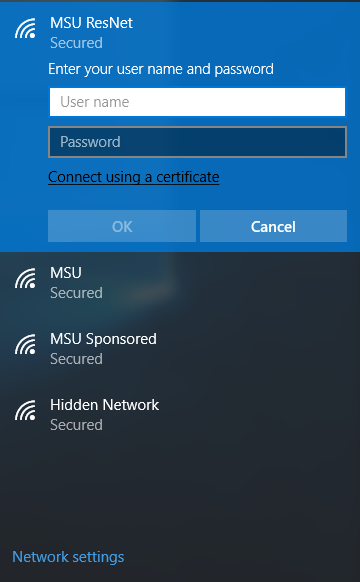 MSU ResNet
Secured
Enter your user name and password
User name
Password
Connect using a certificate
OK
Cancel
MSU
Secured
MSU Sponsored
Secured
Hidden Network
Secured
Network settings